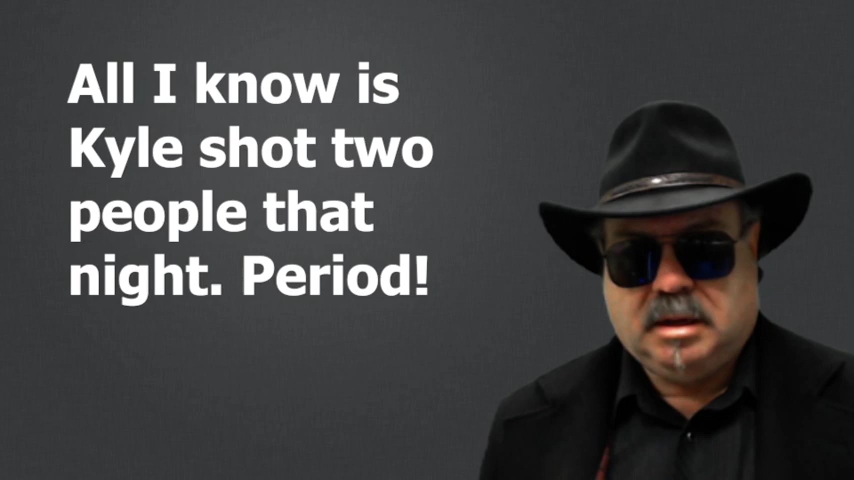 All I know is
Kyle shot two
people that
night. Period!